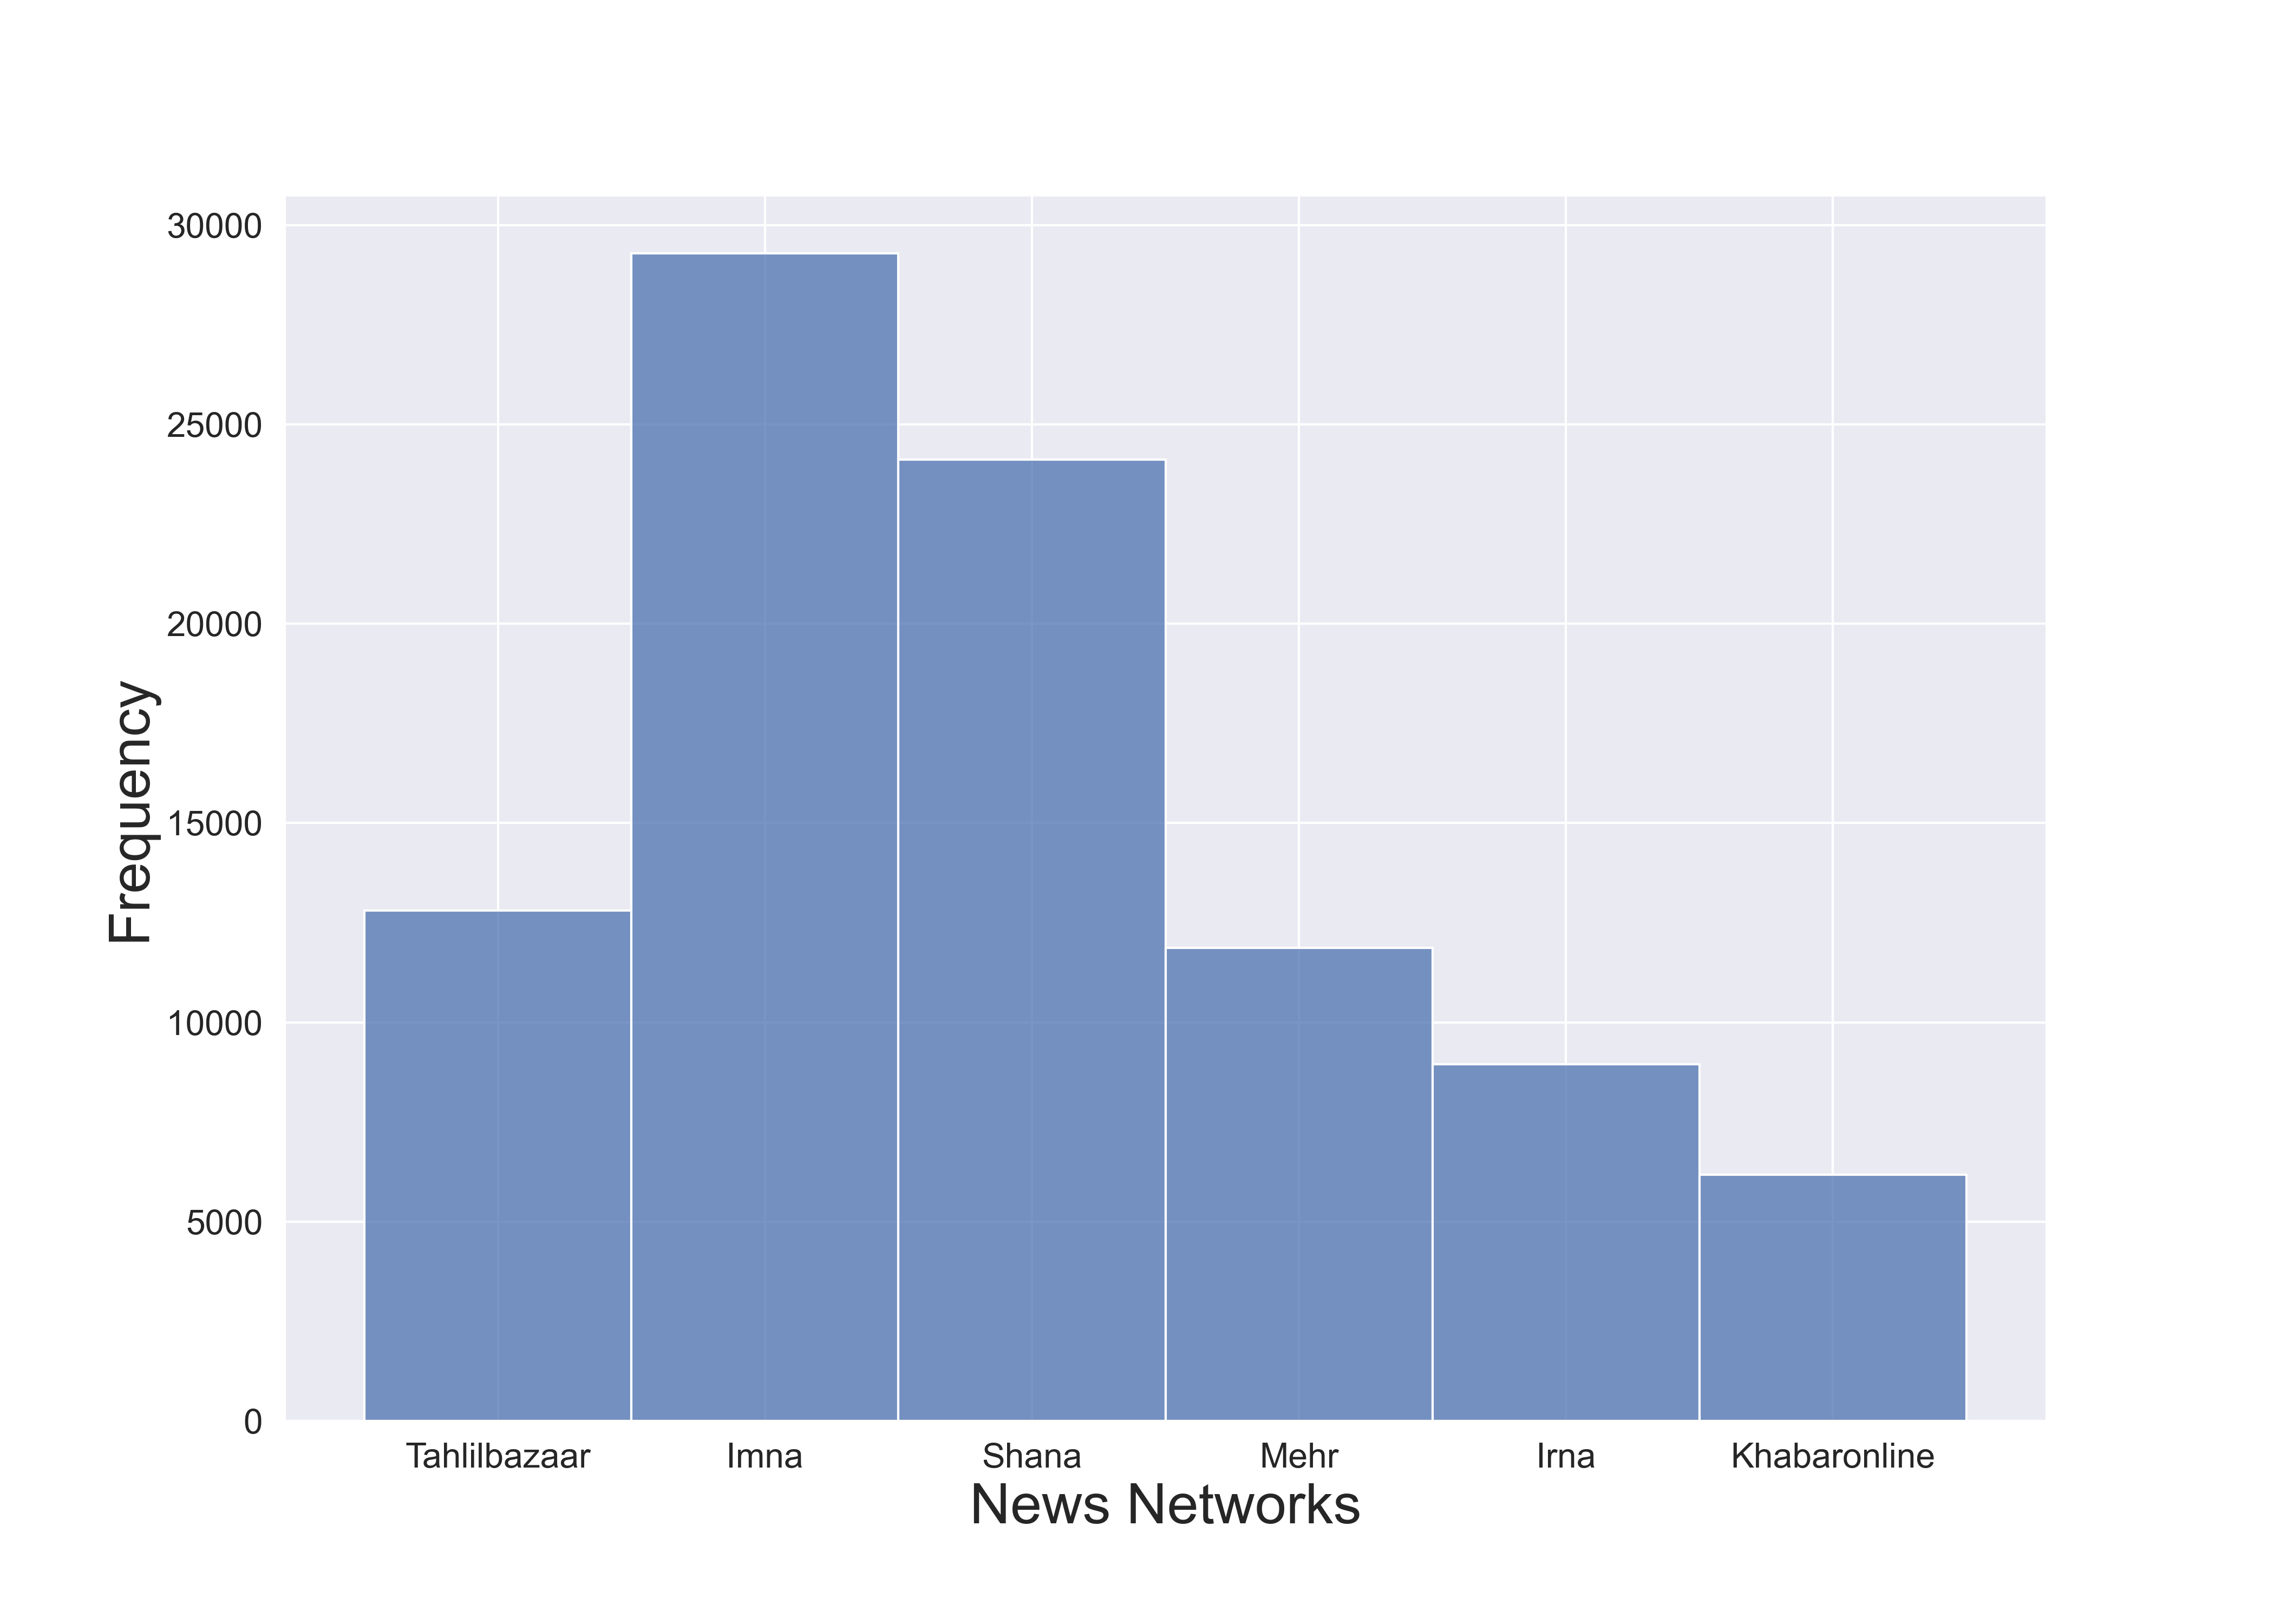 30000
25000
20000
15000
10000
5000
0
Frequency
Tahlilbazaar Imna Shana Mehr Irna Khabaronline
News Networks